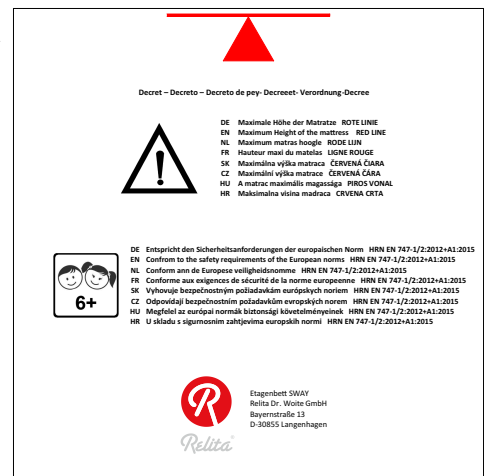 Decret – Decreto – Decreto de pey- Decreeet- Verordnung-Decree
DE Maximale Höhe der Matratze ROTE LINIE
EN Maximum Height of the mattress RED LINE
NL Maximum matras hoogle RODE LIJN
FR Hauteur maxi du matelas LIGNE ROUGE
SK Maximálna výška matraca ČERVENÁ ČIARA
CZ Maximální výška matrace ČERVENÁ ČÁRA
HU A matrac maximális magassága PIROS VONAL
HR Maksimalna visina madraca CRVENA CRTA
DE Entspricht den Sicherheitsanforderungen der europaischen Norm HRN EN 747-1/2:2012+A1:2015
EN Confrom to the safety requirements of the European norms HRN EN 747-1/2:2012+A1:2015
NL Conform ann de Europese veiligheidsnomme HRN EN 747-1/2:2012+A1:2015
FR Conforme aux exigences de sécurité de la norme europeenne HRN EN 747-1/2:2012+A1:2015
SK Vyhovuje bezpečnostným požiadavkám európskych noriem HRN EN 747-1/2:2012+A1:2015
CZ Odpovídají bezpečnostním požadavkům evropských norem HRN EN 747-1/2:2012+A1:2015
HU Megfelel az európai normák biztonsági követelményeinek HRN EN 747-1/2:2012+A1:2015
HR U skladu s sigurnosnim zahtjevima europskih normi HRN EN 747-1/2:2012+A1:2015
6+
Etagenbett SWAY
Relita Dr. Woite GmbH
Bayernstraße 13
D-30855 Langenhagen
R
Relita